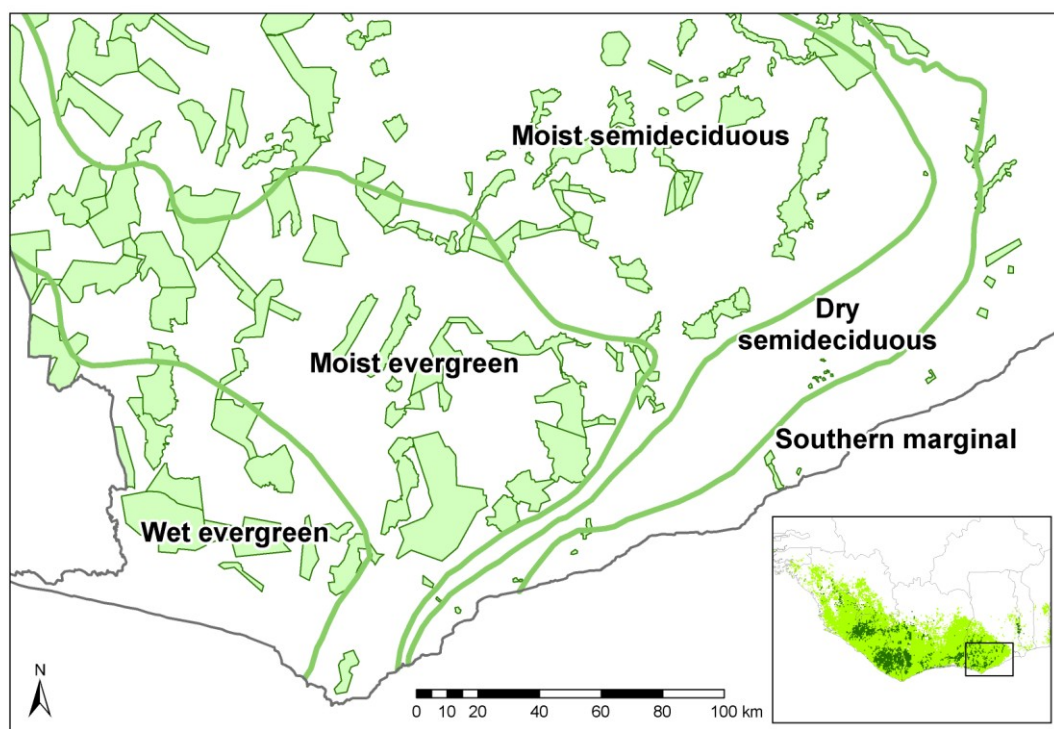 Moist semideciduous
Dry
semideciduous
Moist evergreen
Southern marginal
Wet evergreen
N
0 10 20 40 60 80 100 km